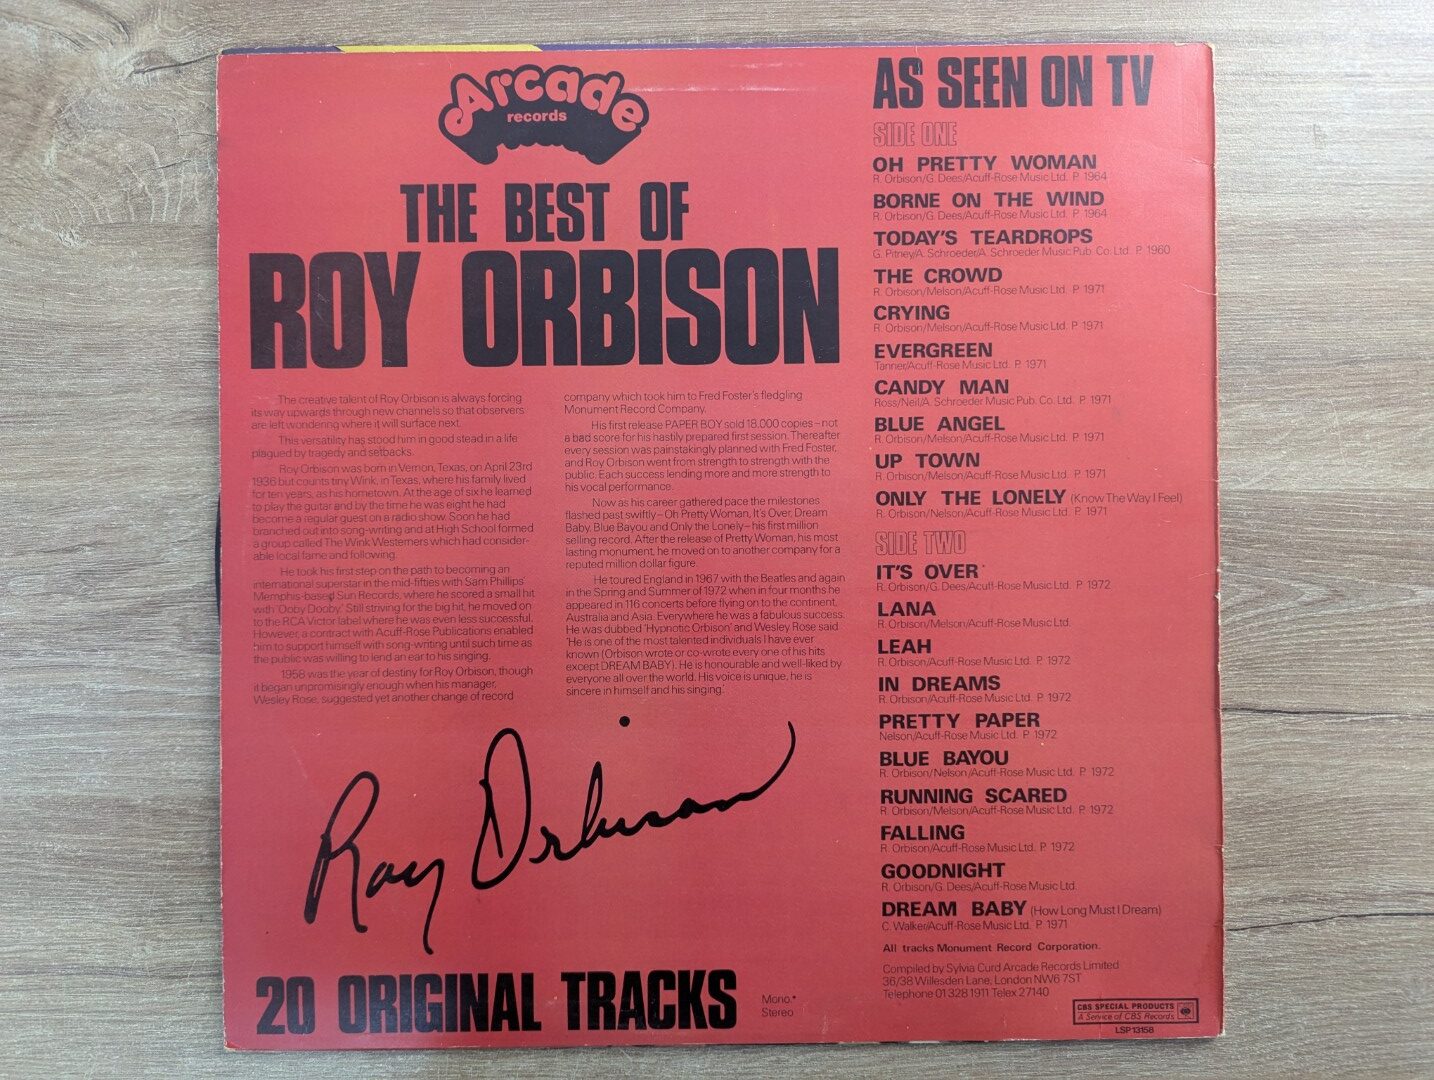 Arcade
records
THE BEST OF
ROY ORBISON
The creative talent of Roy Orbison is always forcing
its way upwards through new channels so that observers
are left wondering where it will surface next.
This versatility has stood him in good stead in a life
plagued by tragedy and setbacks.
Roy Orbison was born in Vernon, Texas, on April 23rd
1936 but counts tiny Wink, in Texas, where his family lived
for ten years, as his hometown. At the age of six he learned
to play the guitar and by the time he was eight he had
become a regular guest on a radio show. Soon he had
branched out into song-writing and at High School formed
a group called The Wink Westerners which had consider-
able local fame and following.
He took his first step on the path to becoming an
international superstar in the mid-fifties with Sam Phillips'
Memphis-based Sun Records, where he scored a small hit
with 'Ooby Dooby.' Still striving for the big hit, he moved on
to the RCA Victor label where he was even less successful.
However, a contract with Acuff-Rose Publications enabled
him to support himself with song-writing until such time as
the public was willing to lend an ear to his singing.
1958 was the year of destiny for Roy Orbison, though
it began unpromisingly enough when his manager,
Wesley Rose, suggested yet another change of record
company which took him to Fred Foster's fledgling
Monument Record Company.
His first release PAPER BOY sold 18,000 copies – not
a bad score for his hastily prepared first session. Thereafter
every session was painstakingly planned with Fred Foster,
and Roy Orbison went from strength to strength with the
public. Each success lending more and more strength to
his vocal performance.
Now as his career gathered pace the milestones
flashed past swiftly – Oh Pretty Woman, It's Over, Dream
Baby, Blue Bayou and Only the Lonely – his first million
selling record. After the release of Pretty Woman, his most
lasting monument, he moved on to another company for a
reputed million dollar figure.
He toured England in 1967 with the Beatles and again
in the Spring and Summer of 1972 when in four months he
appeared in 116 concerts before flying on to the continent,
Australia and Asia. Everywhere he was a fabulous success.
He was dubbed 'Hypnotic Orbison' and Wesley Rose said
'He is one of the most talented individuals I have ever
known (Orbison wrote or co-wrote every one of his hits
except DREAM BABY). He is honourable and well-liked by
everyone all over the world. His voice is unique, he is
sincere in himself and his singing.'
Roy Orbison
20 ORIGINAL TRACKS
Mono.*
Stereo
AS SEEN ON TV
SIDE ONE
OH PRETTY WOMAN
R. Orbison/G. Dees/Acuff-Rose Music Ltd. P 1964
BORNE ON THE WIND
R. Orbison/G. Dees/Acuff-Rose Music Ltd. P 1964
TODAY'S TEARDROPS
G. Pitney/A. Schroeder/A. Schroeder Music Pub. Co. Ltd. P 1960
THE CROWD
R. Orbison/Melson/Acuff-Rose Music Ltd. P 1971
CRYING
R. Orbison/Melson/Acuff-Rose Music Ltd. P 1971
EVERGREEN
Tanner/Acuff-Rose Music Ltd. P 1971
CANDY MAN
Ross/Neil/A. Schroeder Music Pub. Co. Ltd. P 1971
BLUE ANGEL
R. Orbison/Melson/Acuff-Rose Music Ltd. P 1971
UP TOWN
R. Orbison/Melson/Acuff-Rose Music Ltd. P 1971
ONLY THE LONELY (Know The Way I Feel)
R. Orbison/Nelson/Acuff-Rose Music Ltd. P 1971
SIDE TWO
IT'S OVER*
R. Orbison/G. Dees/Acuff-Rose Music Ltd. P 1972
LANA
R. Orbison/Melson/Acuff-Rose Music Ltd.
LEAH
R. Orbison/Acuff-Rose Music Ltd. P 1972
IN DREAMS
R. Orbison/Acuff-Rose Music Ltd. P 1972
PRETTY PAPER
Nelson/Acuff-Rose Music Ltd. P 1972
BLUE BAYOU
R. Orbison/Nelson/Acuff-Rose Music Ltd. P 1972
RUNNING SCARED
R. Orbison/Melson/Acuff-Rose Music Ltd. P 1972
FALLING
R. Orbison/Acuff-Rose Music Ltd. P 1972
GOODNIGHT
R. Orbison/G. Dees/Acuff-Rose Music Ltd.
DREAM BABY (How Long Must I Dream)
C. Walker/Acuff-Rose Music Ltd. P 1971
All tracks Monument Record Corporation.
Compiled by Sylvia Curd Arcade Records Limited
36/38 Willesden Lane, London NW6 7ST
Telephone 01 328 1911 Telex 27140
CBS SPECIAL PRODUCTS
A Service of CBS Records
LSP 13158